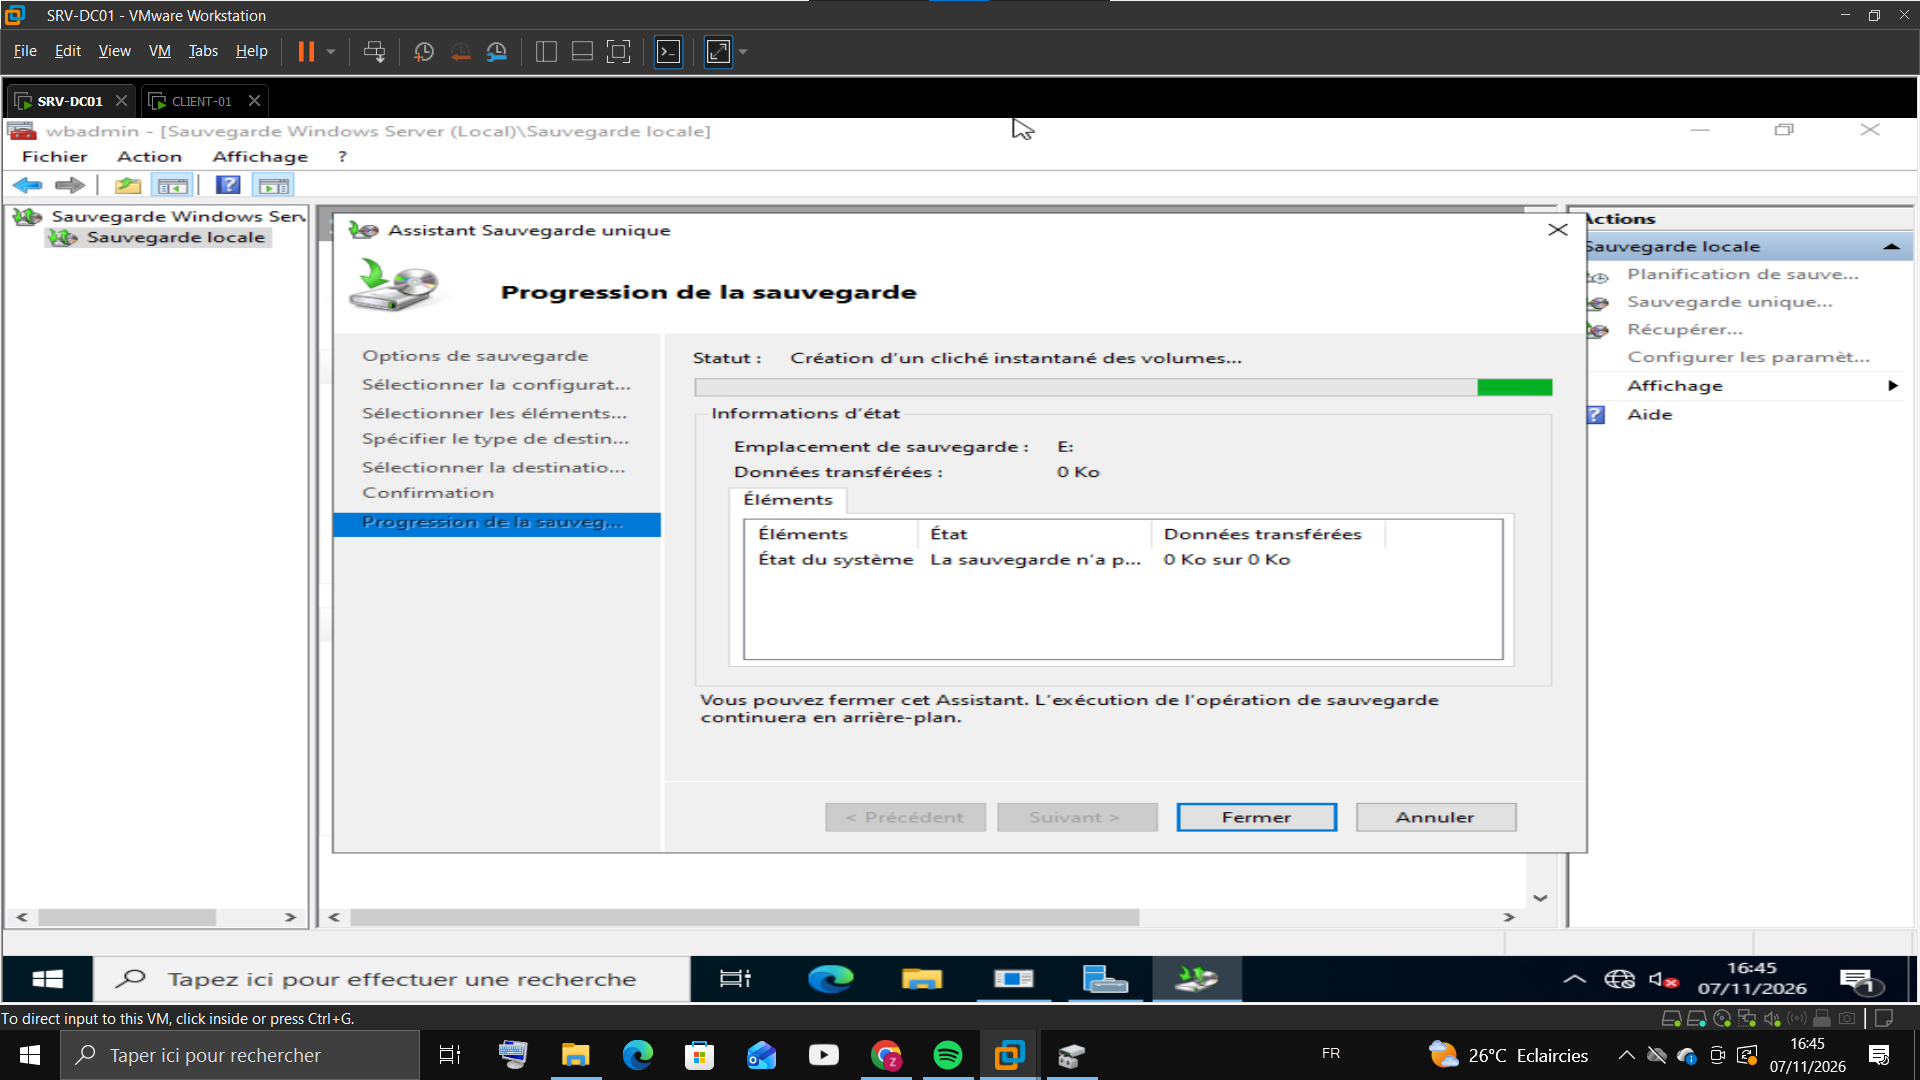 SRV-DC01 - VMware Workstation
File Edit View VM Tabs Help
SRV-DC01 CLIENT-01
wbadmin - [Sauvegarde Windows Server (Local)\Sauvegarde locale]
Fichier Action Affichage ?
Sauvegarde Windows Ser
Sauvegarde locale
Assistant Sauvegarde unique
Progression de la sauvegarde
Options de sauvegarde
Sélectionner la configurat...
Sélectionner les éléments...
Spécifier le type de destin...
Sélectionner la destinatio...
Confirmation
Progression de la sauveg...
Statut : Création d'un cliché instantané des volumes...
Informations d'état
Emplacement de sauvegarde : E:
Données transférées : 0 Ko
Éléments
Éléments État Données transférées
État du système La sauvegarde n'a p... 0 Ko sur 0 Ko
Vous pouvez fermer cet Assistant. L'exécution de l'opération de sauvegarde
continuera en arrière-plan.
< Précédent Suivant > Fermer Annuler
Actions
Sauvegarde locale
Planification de sauve...
Sauvegarde unique...
Récupérer...
Configurer les paramèt...
Affichage
Aide
Tapez ici pour effectuer une recherche
16:45
07/11/2026
1
To direct input to this VM, click inside or press Ctrl+G.
Taper ici pour rechercher
FR
26°C Eclaircies
16:45
07/11/2026